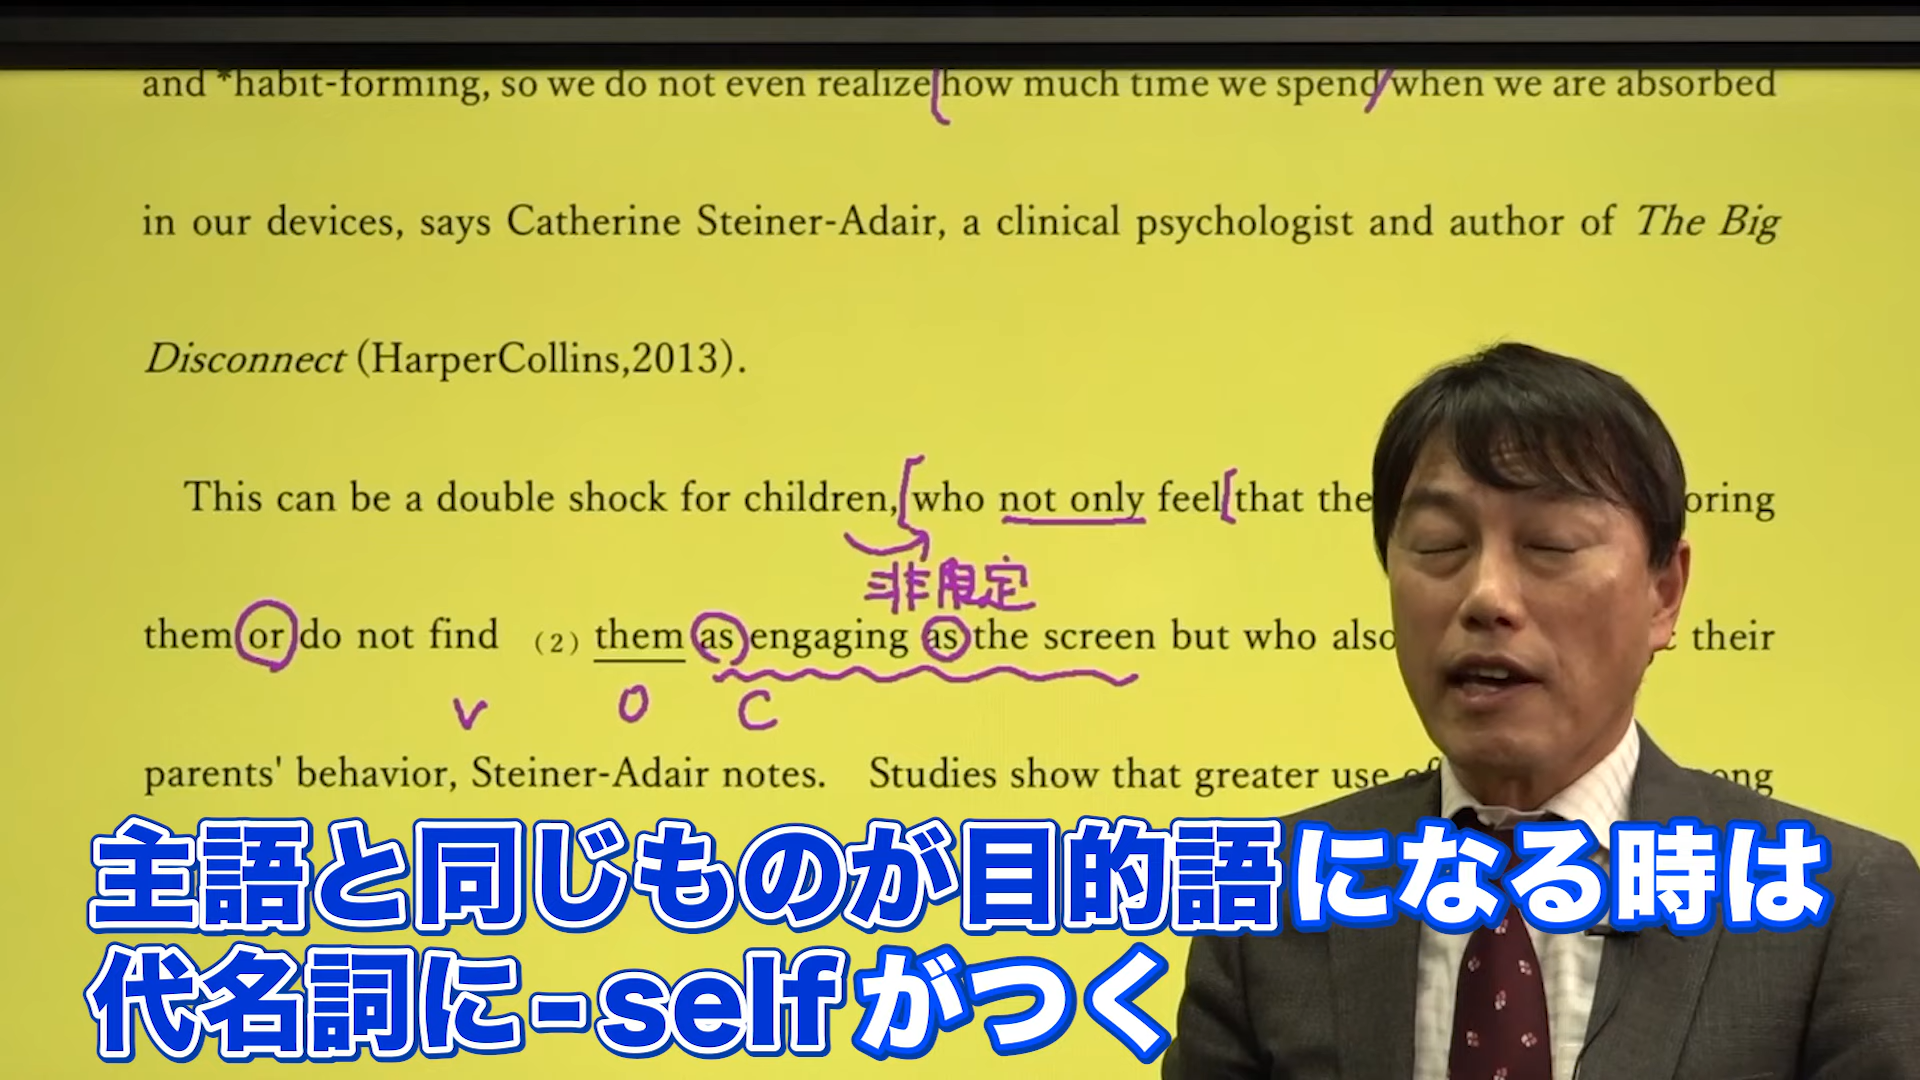 and *habit-forming, so we do not even realize how much time we spend when we are absorbed
in our devices, says Catherine Steiner-Adair, a clinical psychologist and author of The Big
Disconnect (HarperCollins,2013).
This can be a double shock for children, who not only feel that the oring
非限定
them or do not find (2) them as engaging as the screen but who also their
V O C
parents' behavior, Steiner-Adair notes. Studies show that greater use of ong
主語と同じものが目的語になる時は
代名詞に-selfがつく